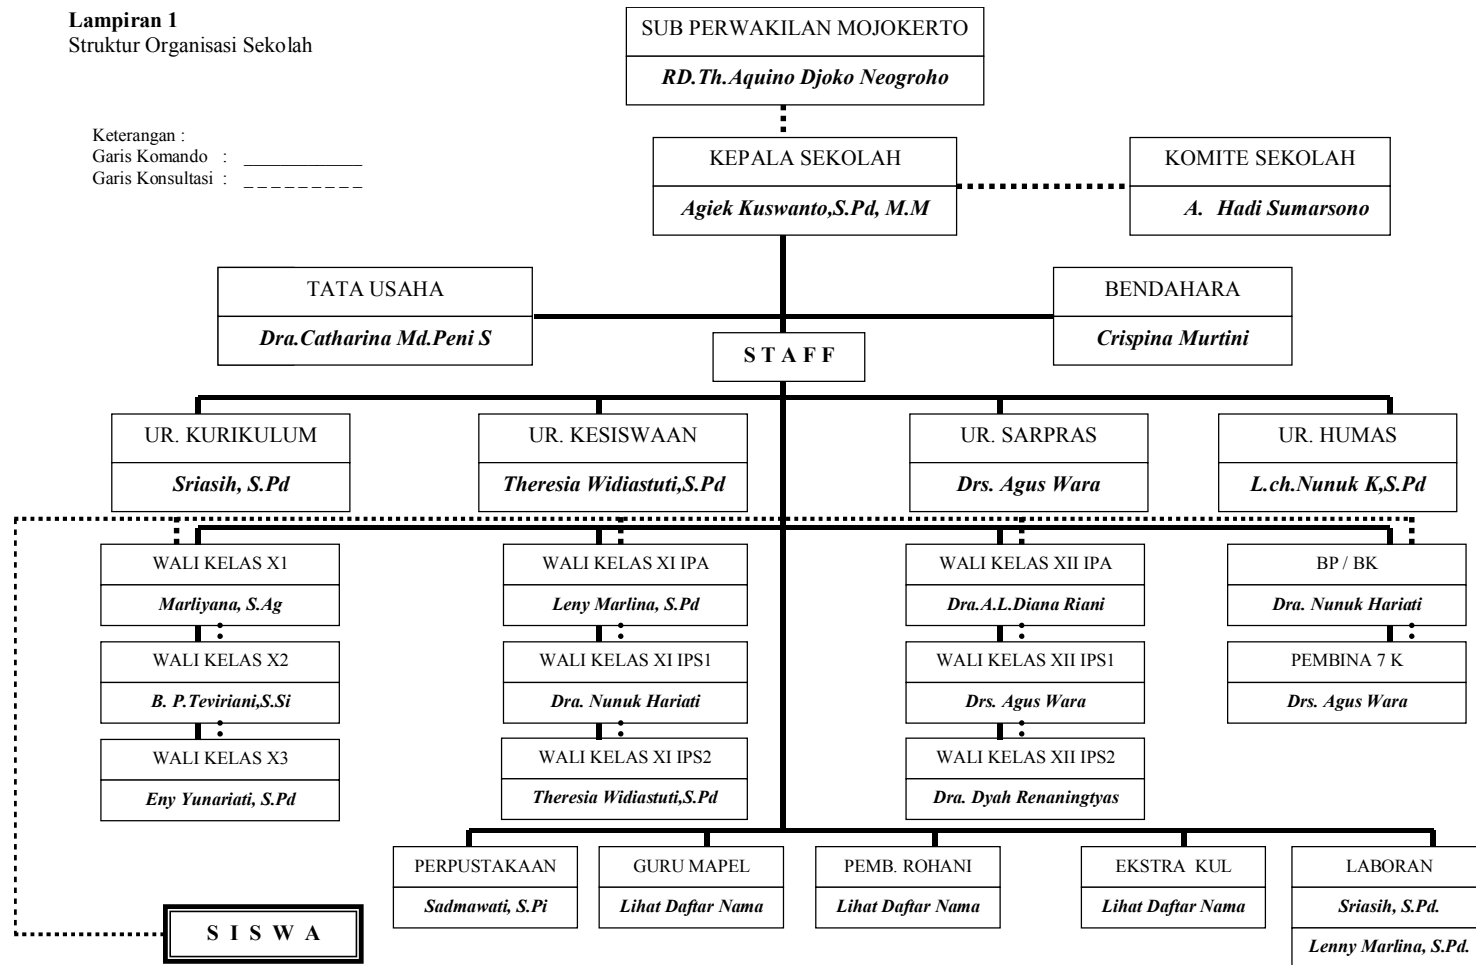 Lampiran 1
Struktur Organisasi Sekolah
SUB PERWAKILAN MOJOKERTO
RD.Th.Aquino Djoko Neogroho
Keterangan :
Garis Komando : _____________
Garis Konsultasi : _ _ _ _ _ _ _ _ _
KEPALA SEKOLAH
Agiek Kuswanto,S.Pd, M.M
KOMITE SEKOLAH
A. Hadi Sumarsono
TATA USAHA
Dra.Catharina Md.Peni S
BENDAHARA
Crispina Murtini
S T A F F
UR. KURIKULUM
Sriasih, S.Pd
UR. KESISWAAN
Theresia Widiastuti,S.Pd
UR. SARPRAS
Drs. Agus Wara
UR. HUMAS
L.ch.Nunuk K,S.Pd
WALI KELAS X1
Marliyana, S.Ag
WALI KELAS XI IPA
Leny Marlina, S.Pd
WALI KELAS XII IPA
Dra.A.L.Diana Riani
BP / BK
Dra. Nunuk Hariati
WALI KELAS X2
B. P.Teviriani,S.Si
WALI KELAS XI IPS1
Dra. Nunuk Hariati
WALI KELAS XII IPS1
Drs. Agus Wara
PEMBINA 7 K
Drs. Agus Wara
WALI KELAS X3
Eny Yunariati, S.Pd
WALI KELAS XI IPS2
Theresia Widiastuti,S.Pd
WALI KELAS XII IPS2
Dra. Dyah Renaningtyas
PERPUSTAKAAN
Sadmawati, S.Pi
GURU MAPEL
Lihat Daftar Nama
PEMB. ROHANI
Lihat Daftar Nama
EKSTRA KUL
Lihat Daftar Nama
LABORAN
Sriasih, S.Pd.
Lenny Marlina, S.Pd.
S I S W A